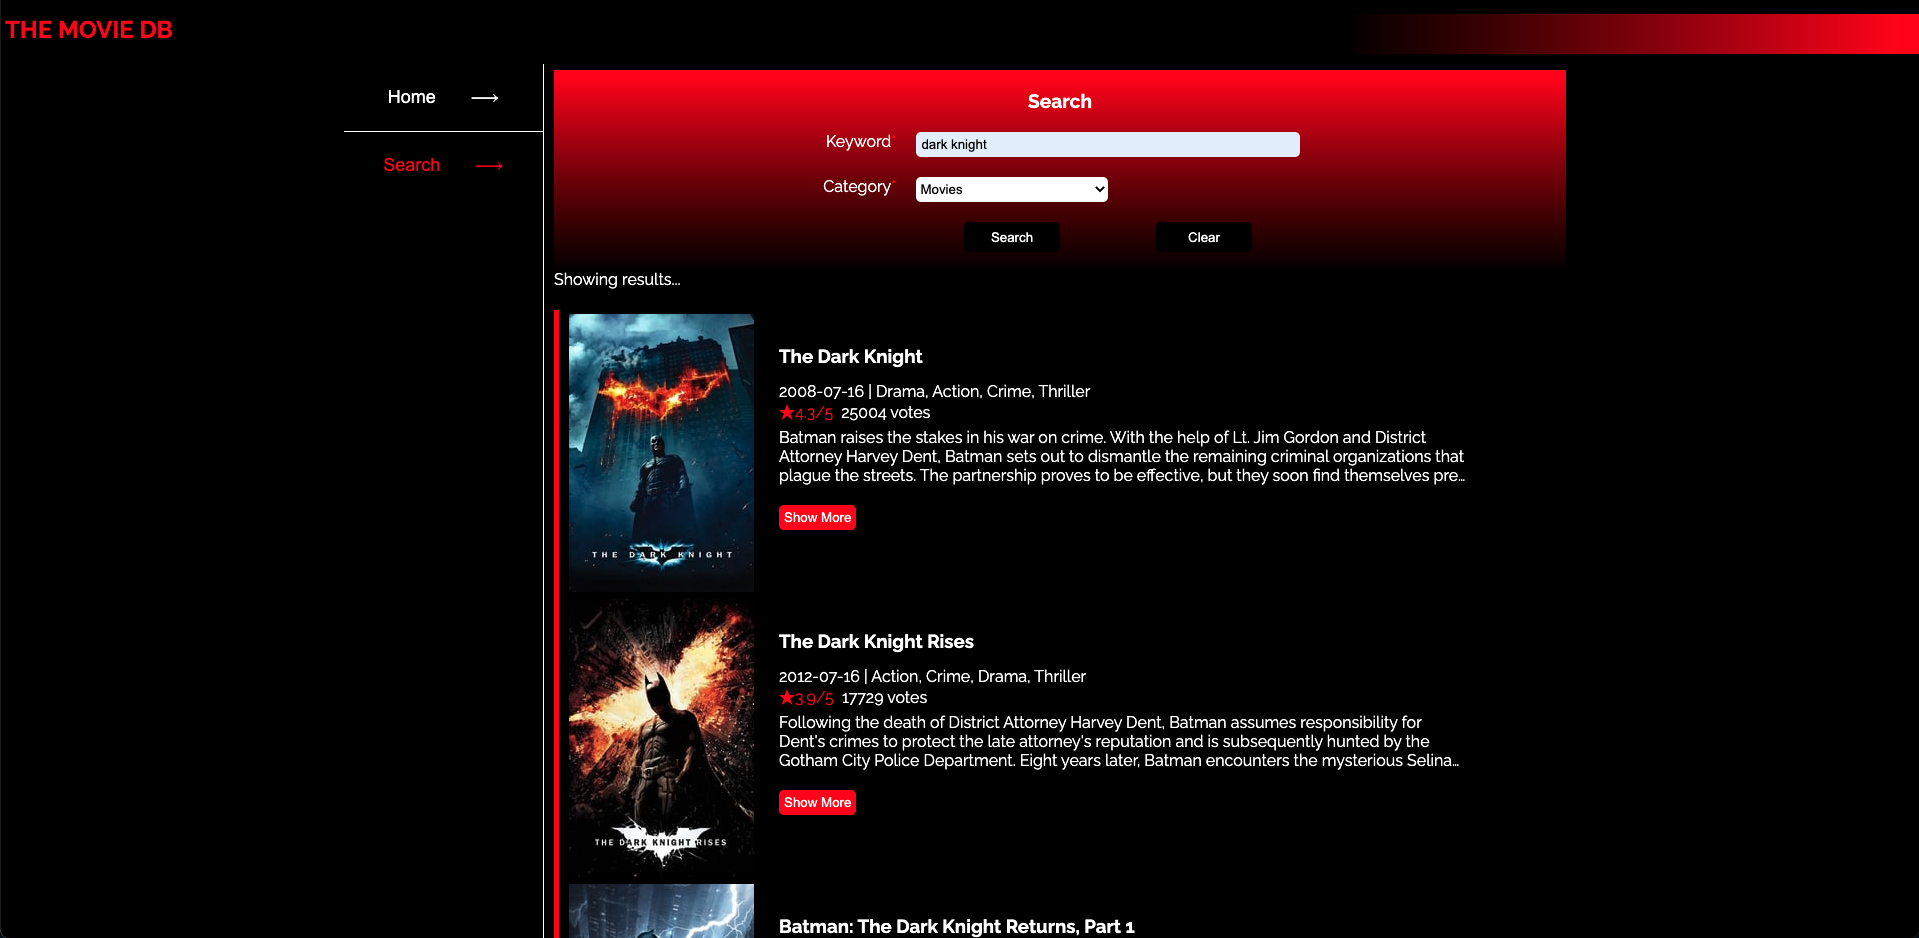 THE MOVIE DB
Home
Search
Search
Keyword*
dark knight
Category*
Movies
Search
Clear
Showing results...
THE DARK KNIGHT
The Dark Knight
2008-07-16 | Drama, Action, Crime, Thriller
★4.3/5 25004 votes
Batman raises the stakes in his war on crime. With the help of Lt. Jim Gordon and District
Attorney Harvey Dent, Batman sets out to dismantle the remaining criminal organizations that
plague the streets. The partnership proves to be effective, but they soon find themselves pre...
Show More
THE DARK KNIGHT RISES
The Dark Knight Rises
2012-07-16 | Action, Crime, Drama, Thriller
★3.9/5 17729 votes
Following the death of District Attorney Harvey Dent, Batman assumes responsibility for
Dent's crimes to protect the late attorney's reputation and is subsequently hunted by the
Gotham City Police Department. Eight years later, Batman encounters the mysterious Selina...
Show More
Batman: The Dark Knight Returns, Part 1